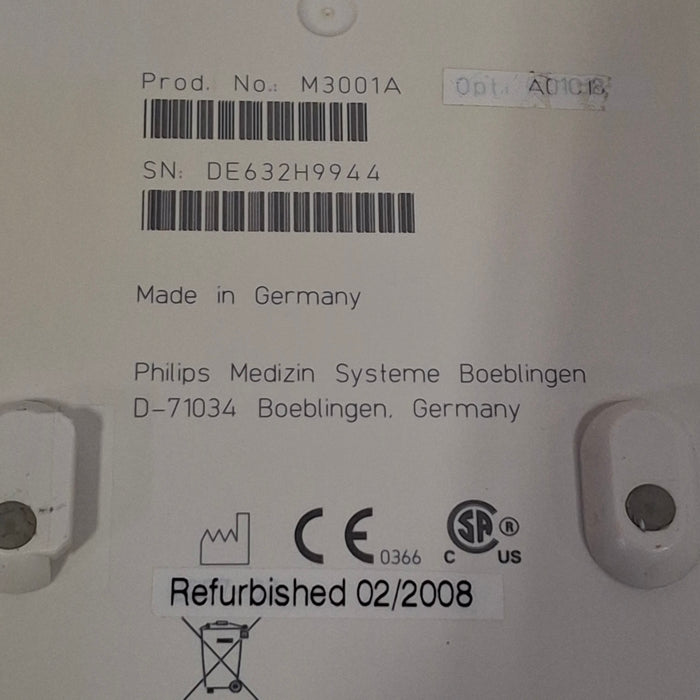 Prod. No.: M3001A
Opt.:
SN: DE632H9944
Made in Germany
Philips Medizin Systeme Boeblingen
D-71034 Boeblingen. Germany
CE 0366
C SA ® US
Refurbished 02/2008